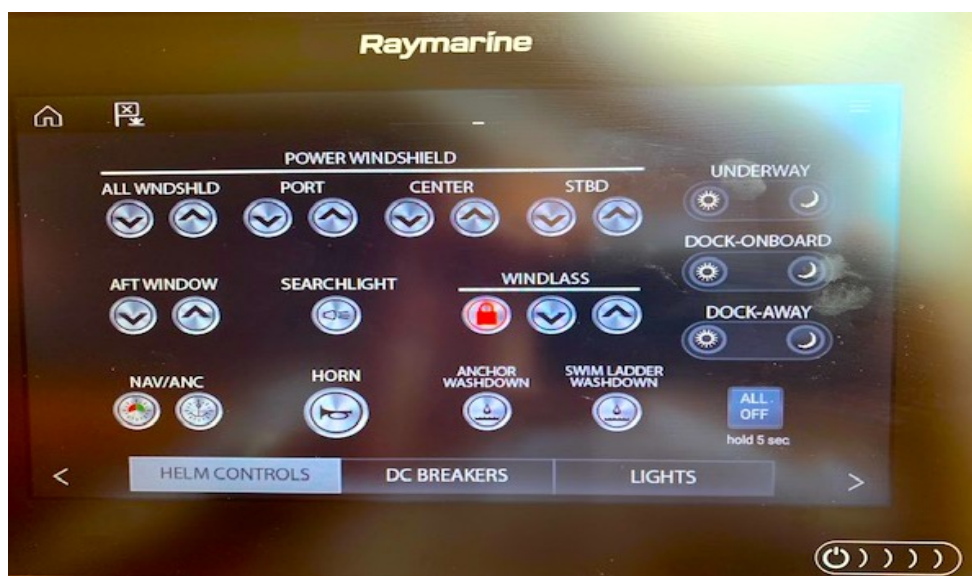 Raymarine
POWER WINDSHIELD
UNDERWAY
ALL WNDSHLD PORT CENTER STBD
DOCK-ONBOARD
AFT WINDOW SEARCHLIGHT WINDLASS
DOCK-AWAY
NAV/ANC HORN ANCHOR WASHDOWN SWIM LADDER WASHDOWN
ALL
OFF
hold 5 sec
< HELM CONTROLS DC BREAKERS LIGHTS >